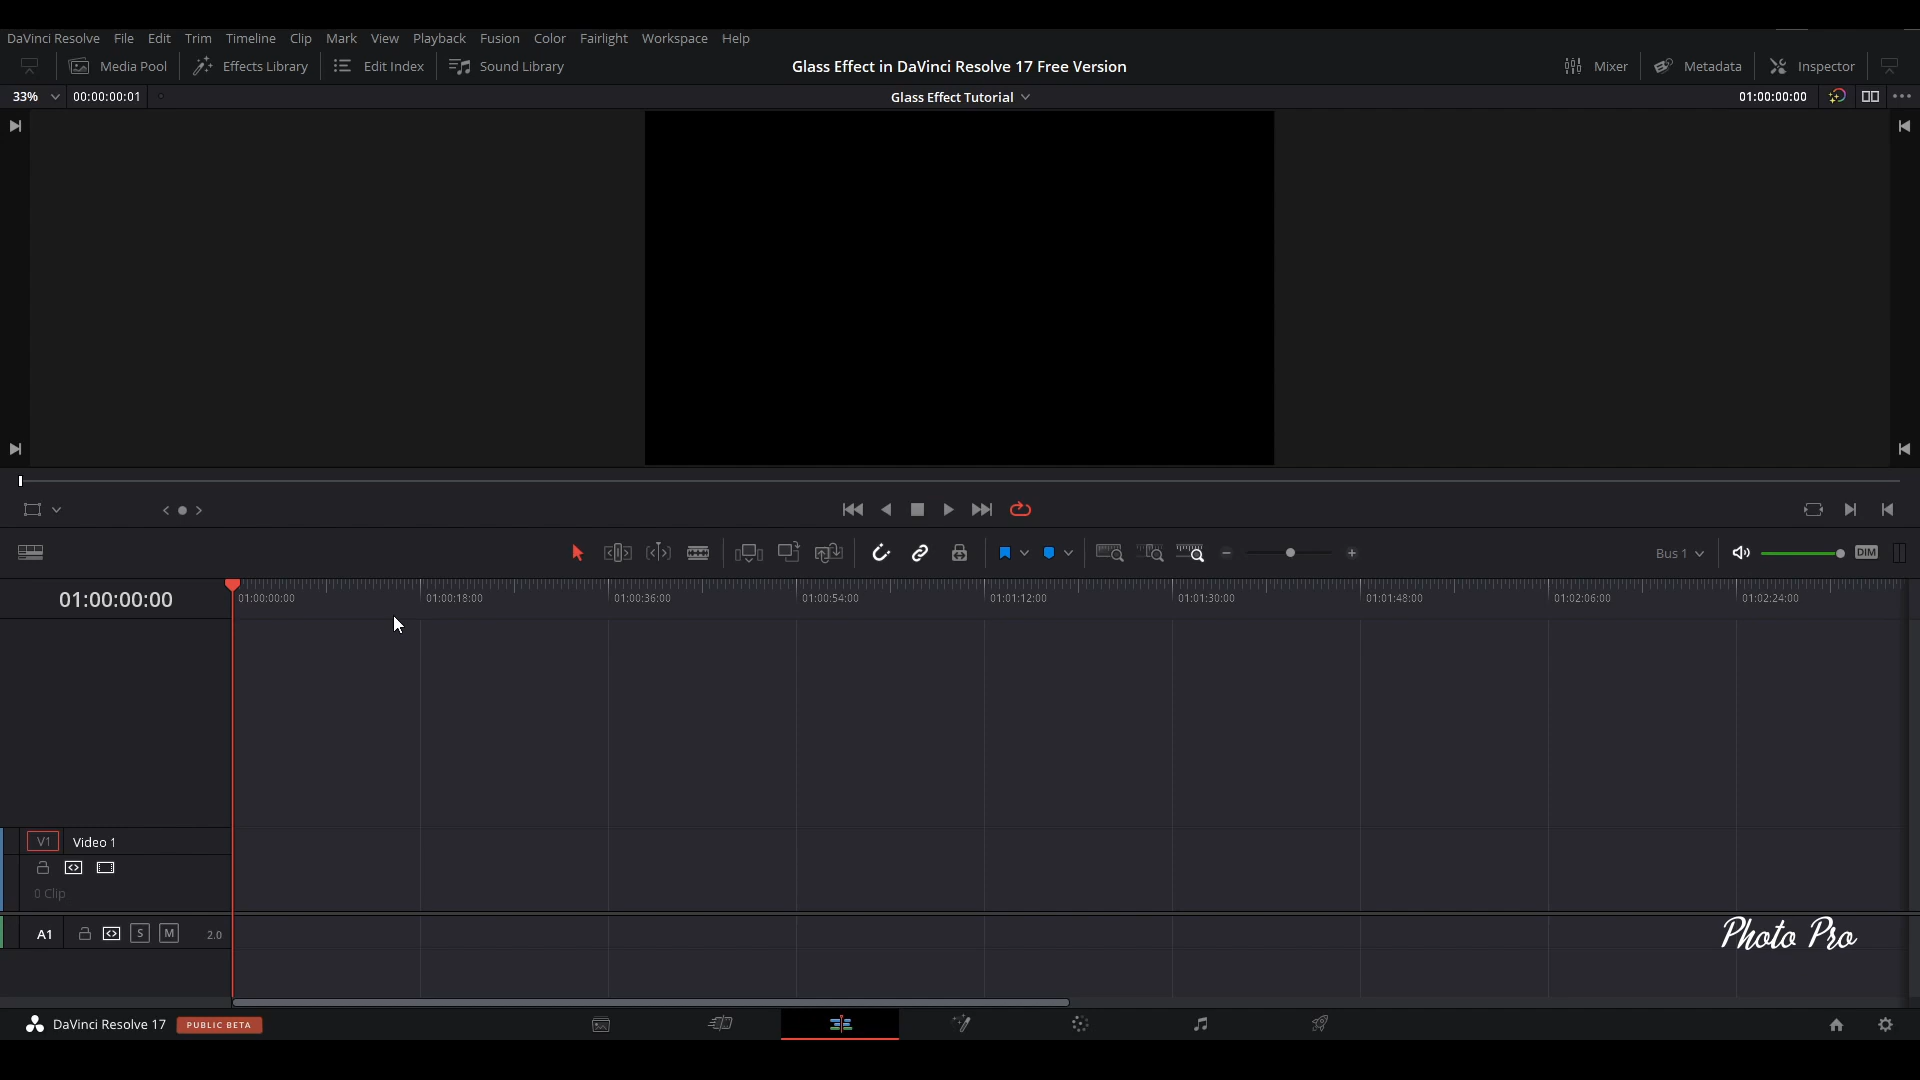 DaVinci Resolve File Edit Trim Timeline Clip Mark View Playback Fusion Color Fairlight Workspace Help
Media Pool Effects Library Edit Index Sound Library Glass Effect in DaVinci Resolve 17 Free Version Mixer Metadata Inspector
33% 00:00:00:01 Glass Effect Tutorial 01:00:00:00
Bus 1 DIM
01:00:00:00 01:00:00:00 01:00:18:00 01:00:36:00 01:00:54:00 01:01:12:00 01:01:30:00 01:01:48:00 01:02:06:00 01:02:24:00
V1 Video 1
0 Clip
A1 S M 2.0
Photo Pro
DaVinci Resolve 17 PUBLIC BETA